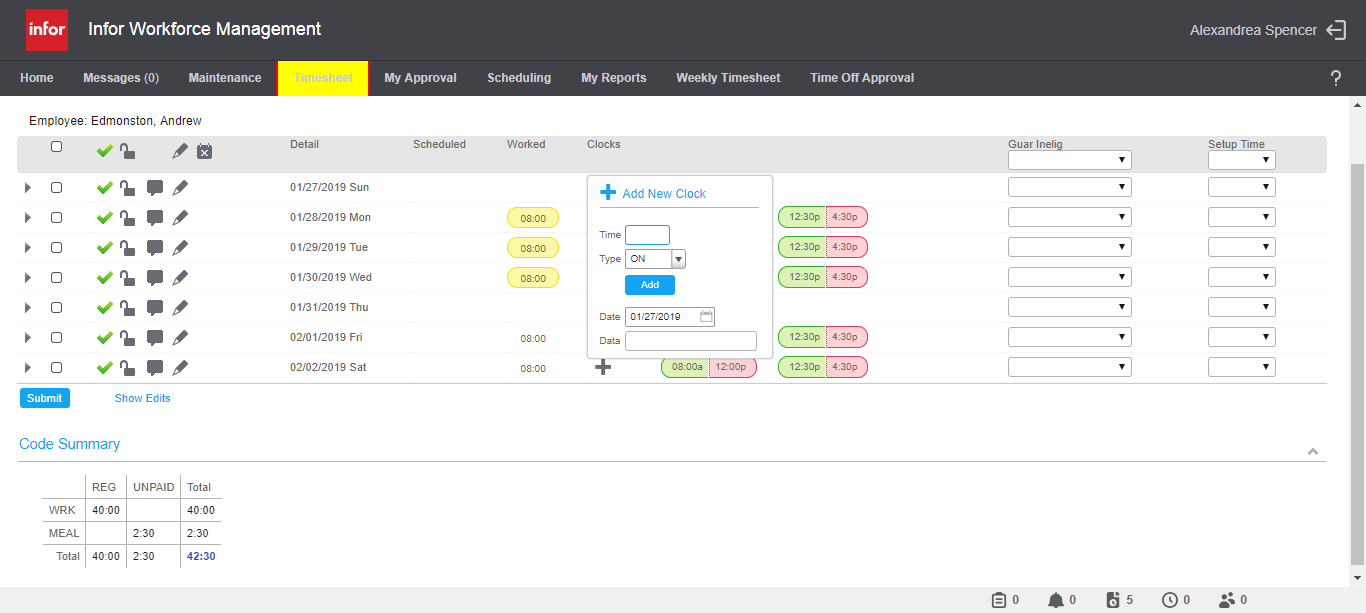 infor Infor Workforce Management Alexandrea Spencer
Home Messages (0) Maintenance Timesheet My Approval Scheduling My Reports Weekly Timesheet Time Off Approval ?
Employee: Edmonston, Andrew
Detail Scheduled Worked Clocks Guar Inelig Setup Time
01/27/2019 Sun
Add New Clock
01/28/2019 Mon 08:00 12:30p 4:30p
Time
01/29/2019 Tue 08:00 12:30p 4:30p
Type ON
01/30/2019 Wed 08:00 12:30p 4:30p
Add
01/31/2019 Thu
Date 01/27/2019
02/01/2019 Fri 08:00 12:30p 4:30p
Data
02/02/2019 Sat 08:00 08:00a 12:00p 12:30p 4:30p
Submit Show Edits
Code Summary
REG UNPAID Total
WRK 40:00 40:00
MEAL 2:30 2:30
Total 40:00 2:30 42:30
0 0 5 0 0